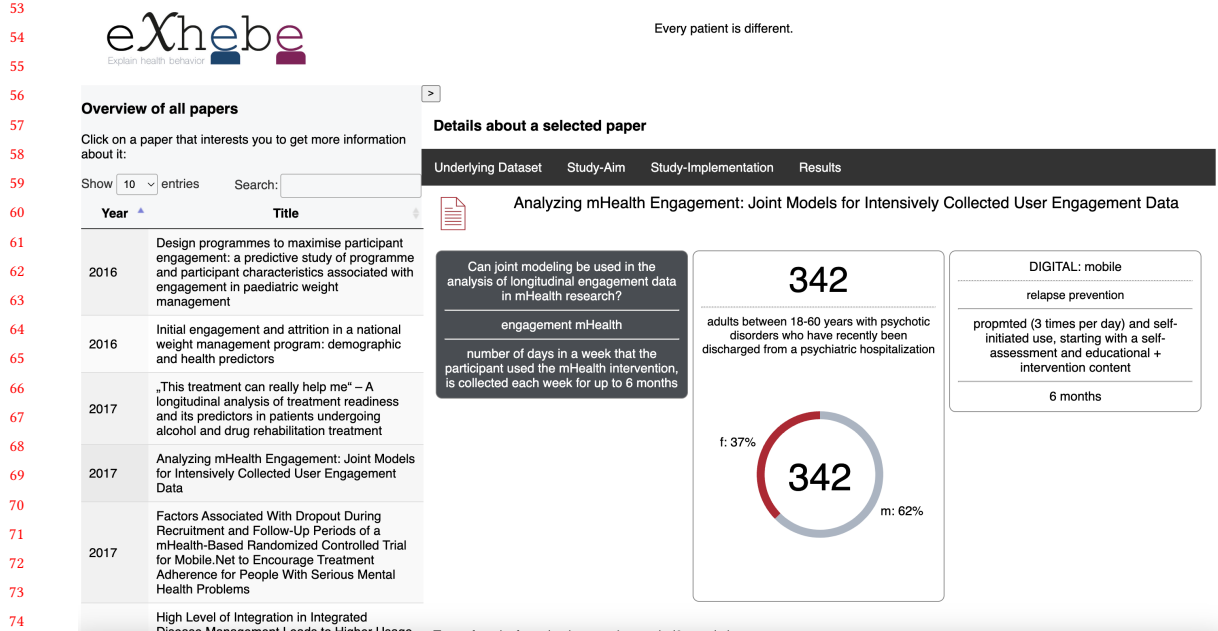 53
54
55
56
57
58
59
60
61
62
63
64
65
66
67
68
69
70
71
72
73
74
eXhebe
Explain health behavior
Every patient is different.
Overview of all papers
Click on a paper that interests you to get more information
about it:
Show 10 entries Search:
Year Title
2016
Design programmes to maximise participant
engagement: a predictive study of programme
and participant characteristics associated with
engagement in paediatric weight
management
2016
Initial engagement and attrition in a national
weight management program: demographic
and health predictors
2017
„This treatment can really help me“ – A
longitudinal analysis of treatment readiness
and its predictors in patients undergoing
alcohol and drug rehabilitation treatment
2017
Analyzing mHealth Engagement: Joint Models
for Intensively Collected User Engagement
Data
2017
Factors Associated With Dropout During
Recruitment and Follow-Up Periods of a
mHealth-Based Randomized Controlled Trial
for Mobile.Net to Encourage Treatment
Adherence for People With Serious Mental
Health Problems
High Level of Integration in Integrated
Disease Management Leads to Higher Usage
>
Details about a selected paper
Underlying Dataset Study-Aim Study-Implementation Results
Analyzing mHealth Engagement: Joint Models for Intensively Collected User Engagement Data
Can joint modeling be used in the
analysis of longitudinal engagement data
in mHealth research?
engagement mHealth
number of days in a week that the
participant used the mHealth intervention,
is collected each week for up to 6 months
342
adults between 18-60 years with psychotic
disorders who have recently been
discharged from a psychiatric hospitalization
f: 37%
342
m: 62%
DIGITAL: mobile
relapse prevention
propmted (3 times per day) and self-
initiated use, starting with a self-
assessment and educational +
intervention content
6 months